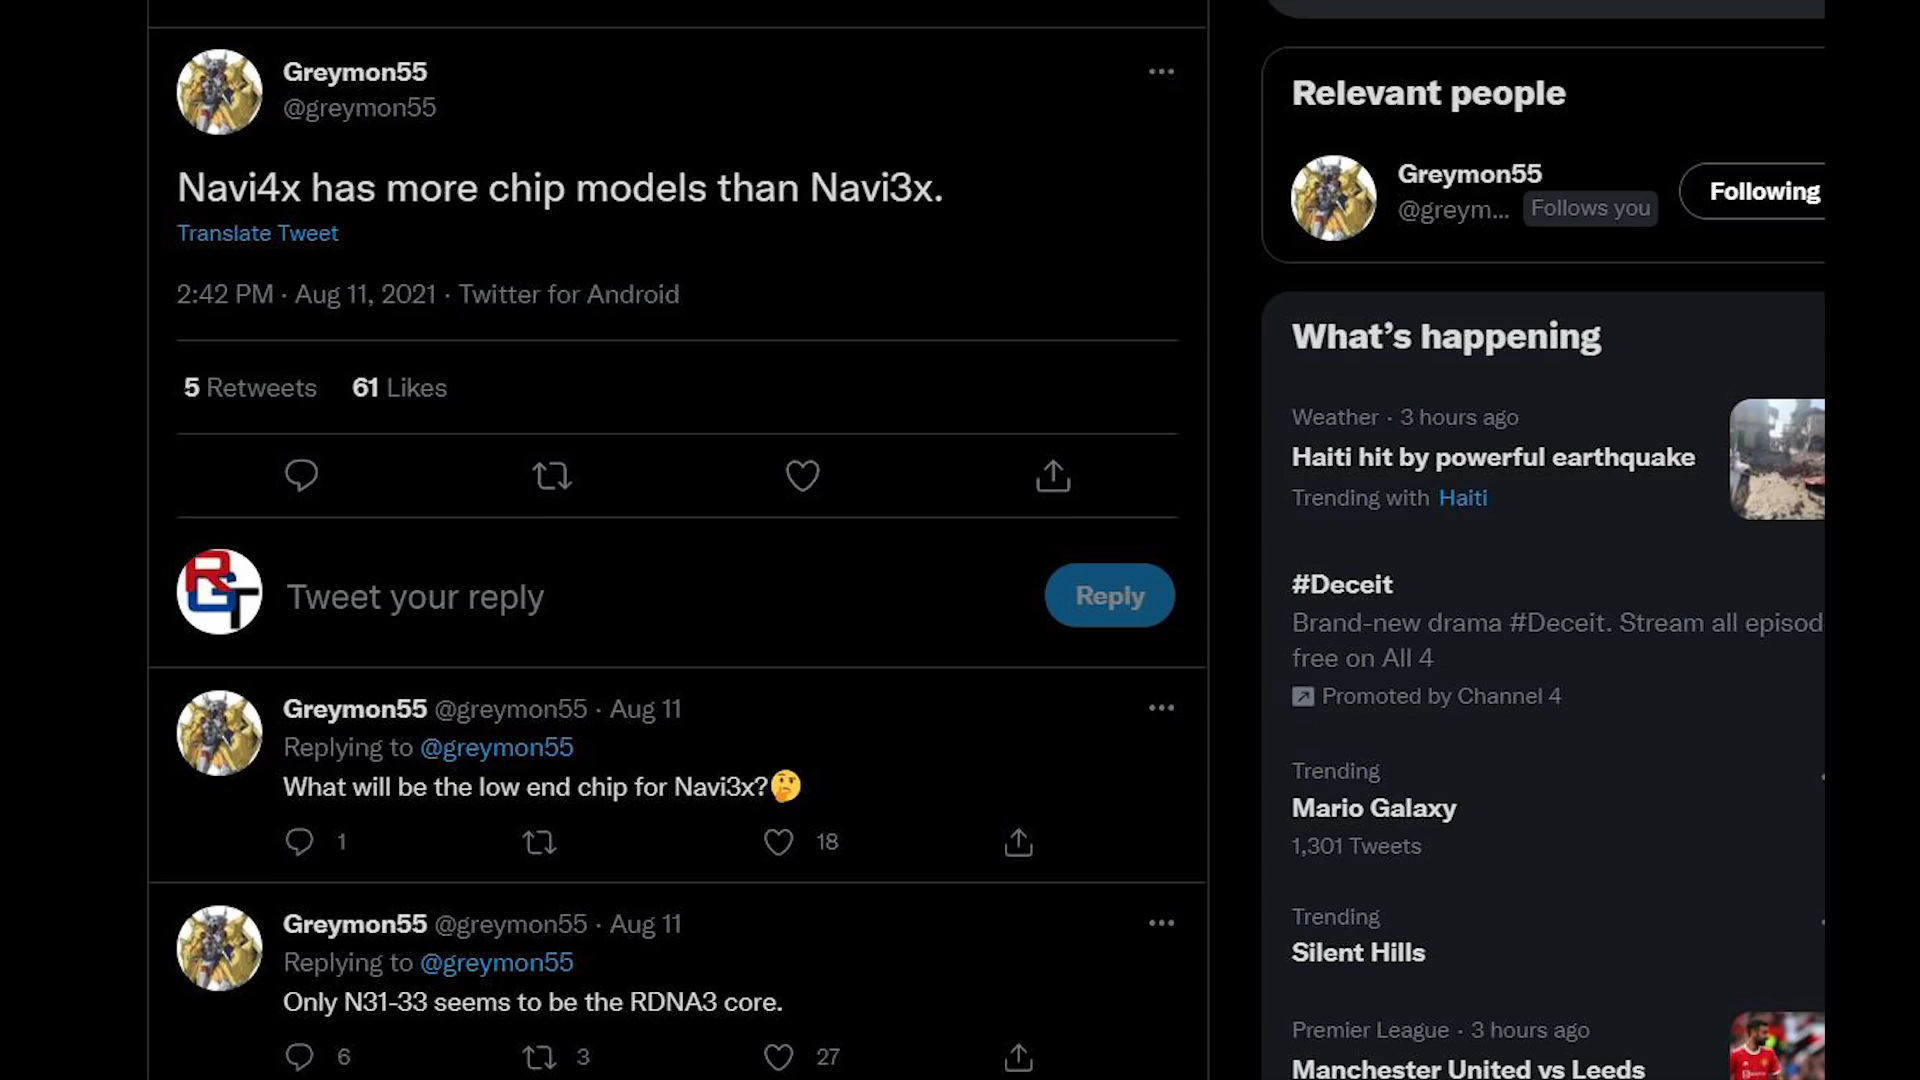 Greymon55
@greymon55
Navi4x has more chip models than Navi3x.
Translate Tweet
2:42 PM · Aug 11, 2021 · Twitter for Android
5 Retweets 61 Likes
RGT
Tweet your reply
Reply
Greymon55 @greymon55 · Aug 11
Replying to @greymon55
What will be the low end chip for Navi3x?🤔
1 18
Greymon55 @greymon55 · Aug 11
Replying to @greymon55
Only N31-33 seems to be the RDNA3 core.
6 3 27
Relevant people
Greymon55
@greym... Follows you
Following
What's happening
Weather · 3 hours ago
Haiti hit by powerful earthquake
Trending with Haiti
#Deceit
Brand-new drama #Deceit. Stream all episod
free on All 4
Promoted by Channel 4
Trending
Mario Galaxy
1,301 Tweets
Trending
Silent Hills
Premier League · 3 hours ago
Manchester United vs Leeds